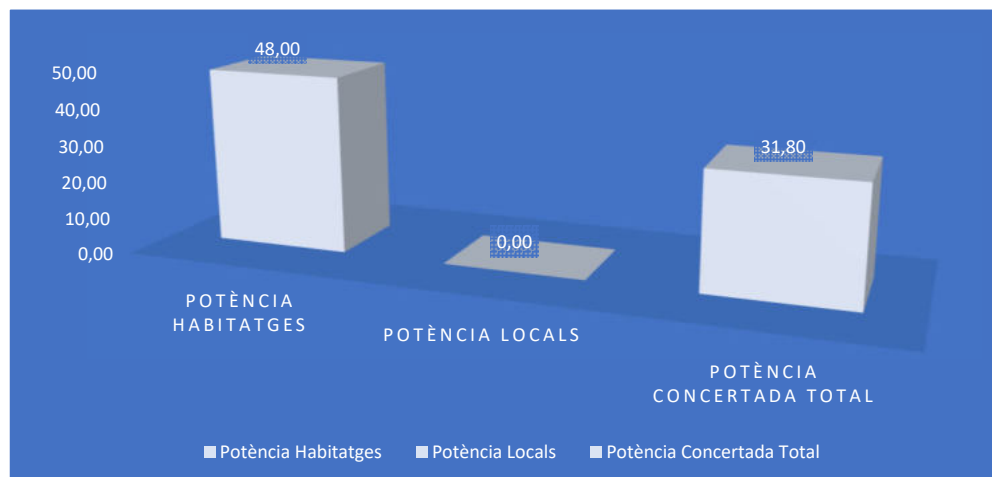 48,00
50,00
40,00
30,00
20,00
10,00
0,00
31,80
0,00
POTÈNCIA
HABITATGES
POTÈNCIA LOCALS
POTÈNCIA
CONCERTADA TOTAL
Potència Habitatges Potència Locals Potència Concertada Total